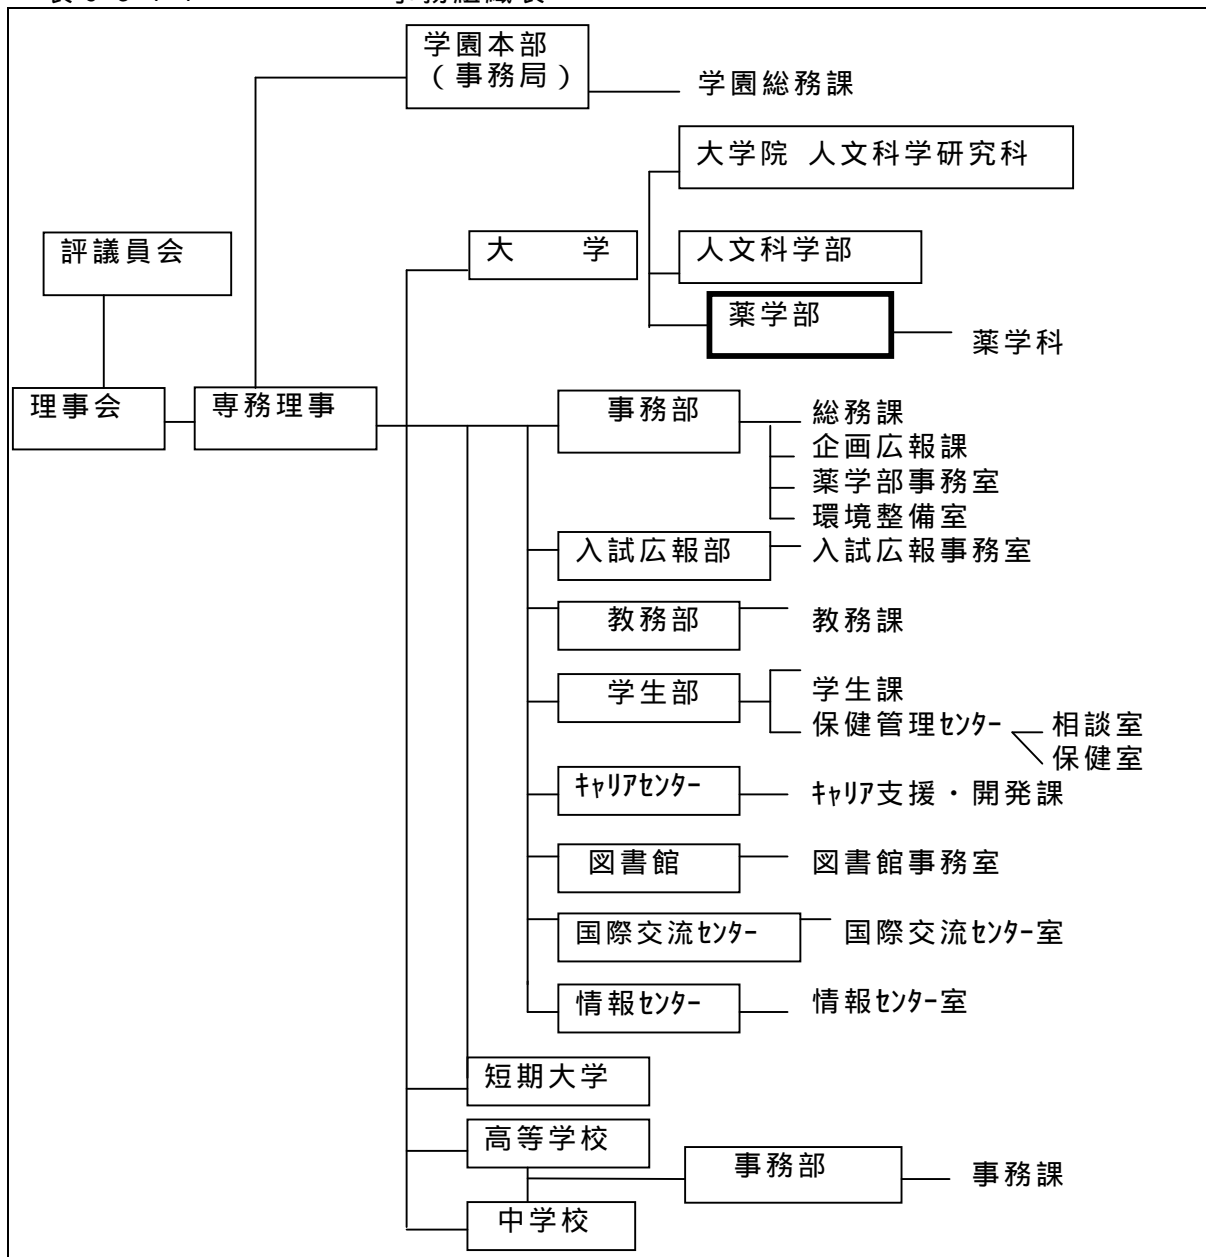 学園本部
（事務局）
学園総務課
大学院 人文科学研究科
評議員会
大　　学
人文科学部
薬学部
薬学科
理事会
専務理事
事務部
総務課
企画広報課
薬学部事務室
環境整備室
入試広報部
入試広報事務室
教務部
教務課
学生部
学生課
保健管理ｾﾝﾀｰ
相談室
保健室
ｷｬﾘｱｾﾝﾀｰ
ｷｬﾘｱ支援・開発課
図書館
図書館事務室
国際交流ｾﾝﾀｰ
国際交流ｾﾝﾀｰ室
情報ｾﾝﾀｰ
情報ｾﾝﾀｰ室
短期大学
高等学校
事務部
事務課
中学校